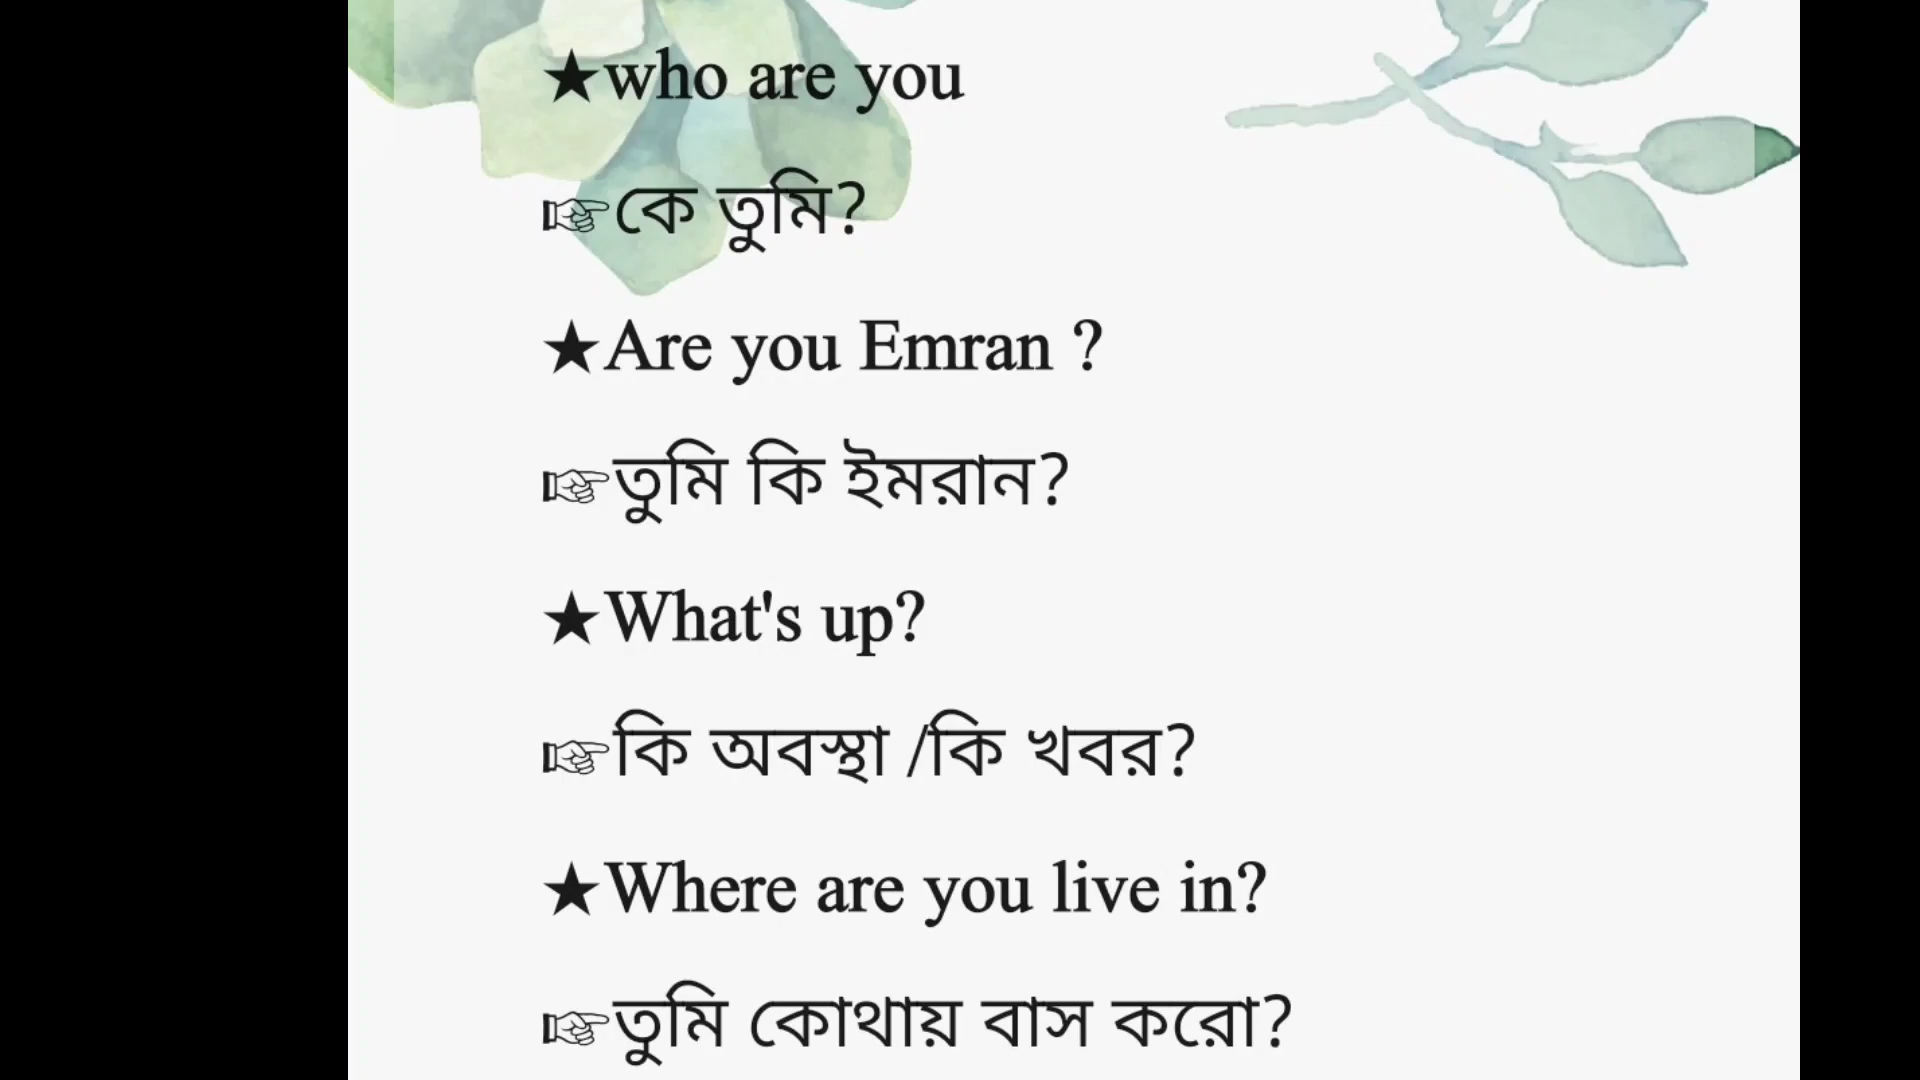 ★who are you
☞কে তুমি?
★Are you Emran ?
☞তুমি কি ইমরান?
★What's up?
☞কি অবস্থা /কি খবর?
★Where are you live in?
☞তুমি কোথায় বাস করো?